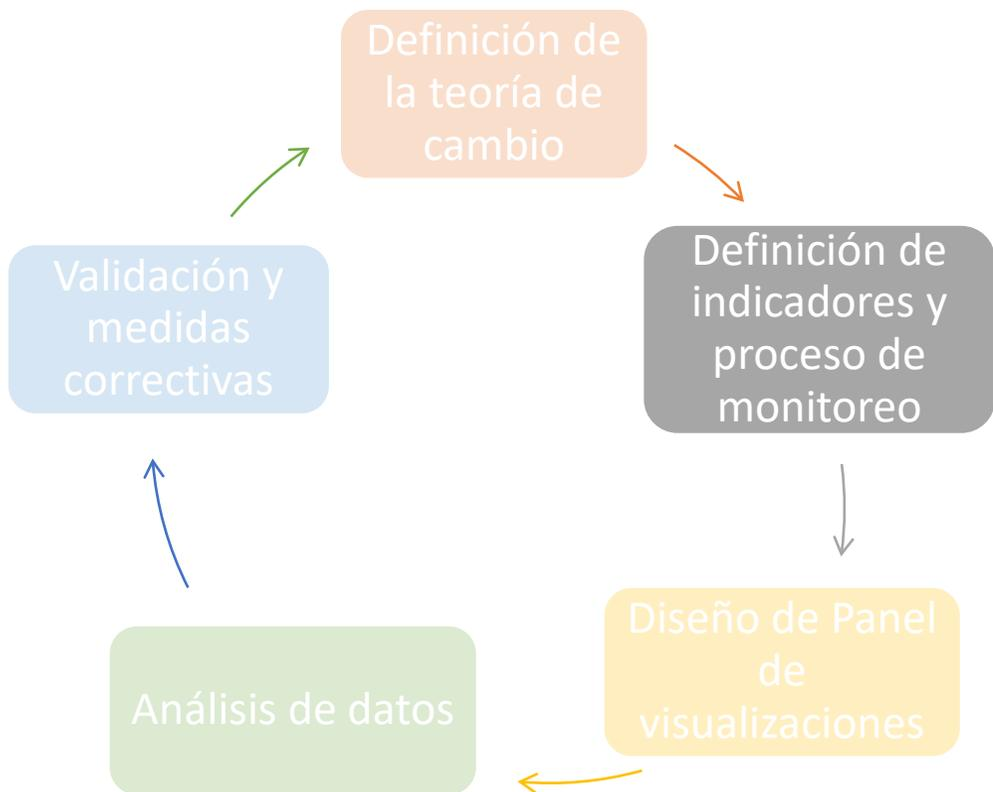 Definición de
la teoría de
cambio
Definición de
indicadores y
proceso de
monitoreo
Diseño de Panel
de
visualizaciones
Análisis de datos
Validación y
medidas
correctivas